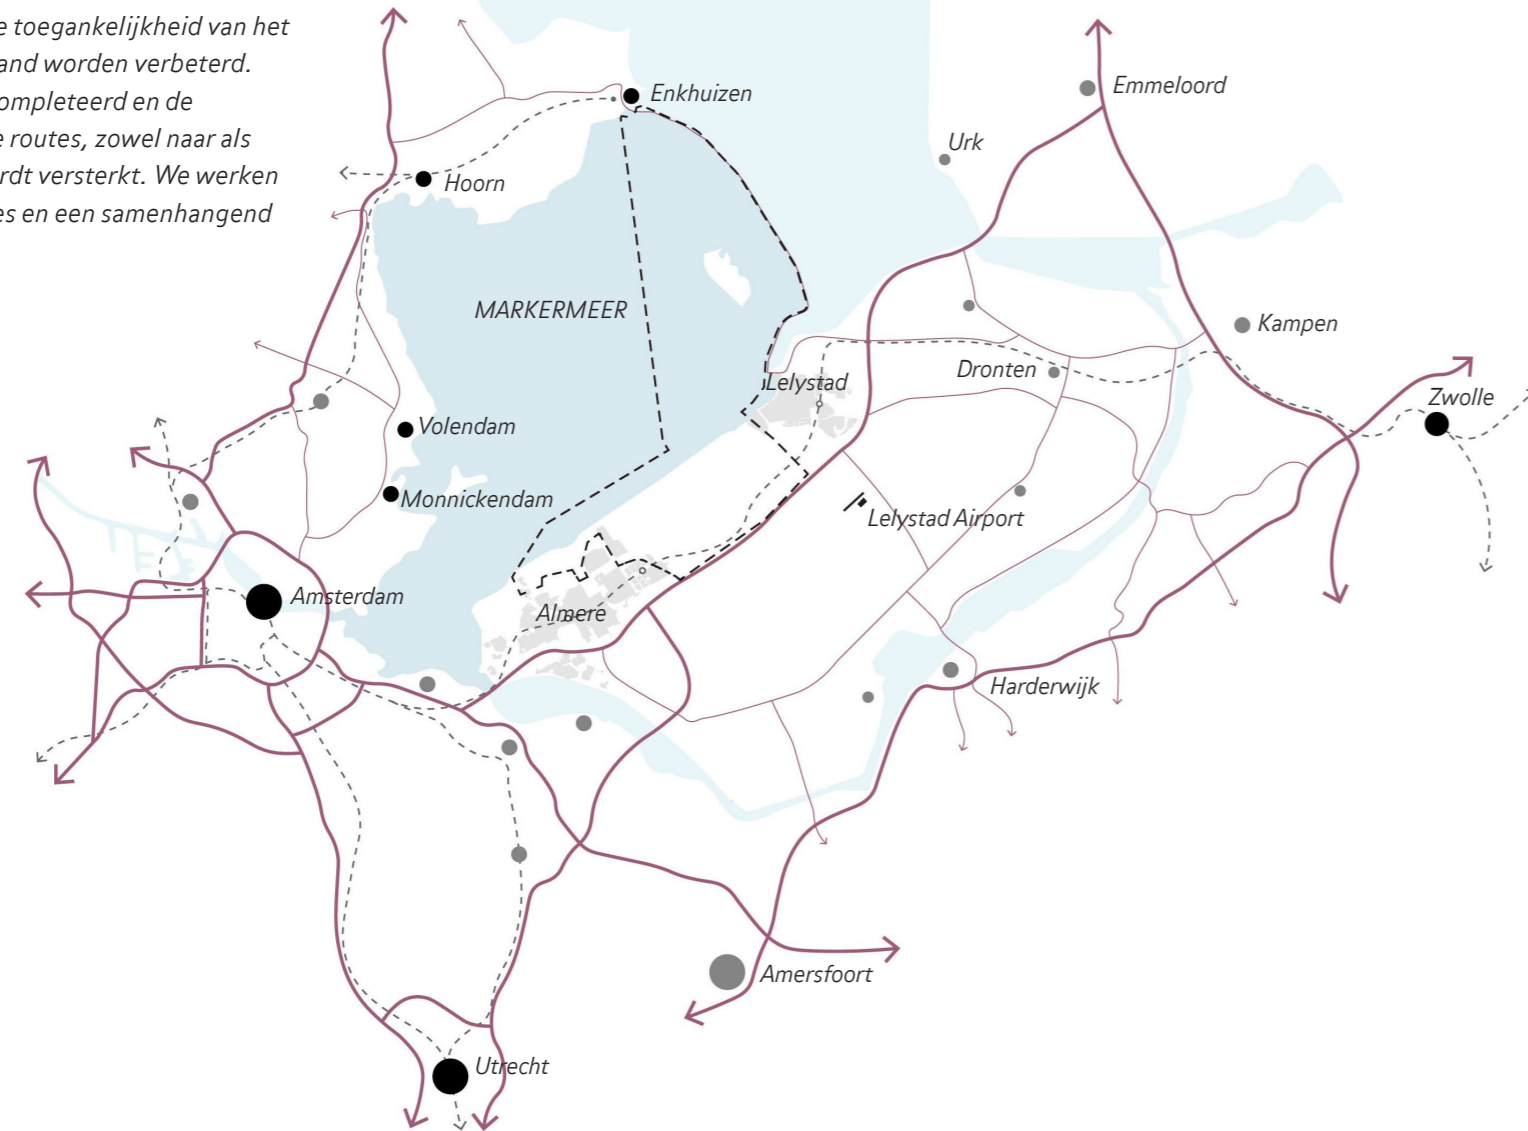 e toegankelijkheid van het
and worden verbeterd.
ompleteerd en de
e routes, zowel naar als
rdt versterkt. We werken
es en een samenhangend
Enkhuizen
Emmeloord
Urk
Hoorn
MARKERMEER
Kampen
Dronten
Lelystad
Zwolle
Volendam
Monnickendam
Lelystad Airport
Amsterdam
Almere
Harderwijk
Amersfoort
Utrecht